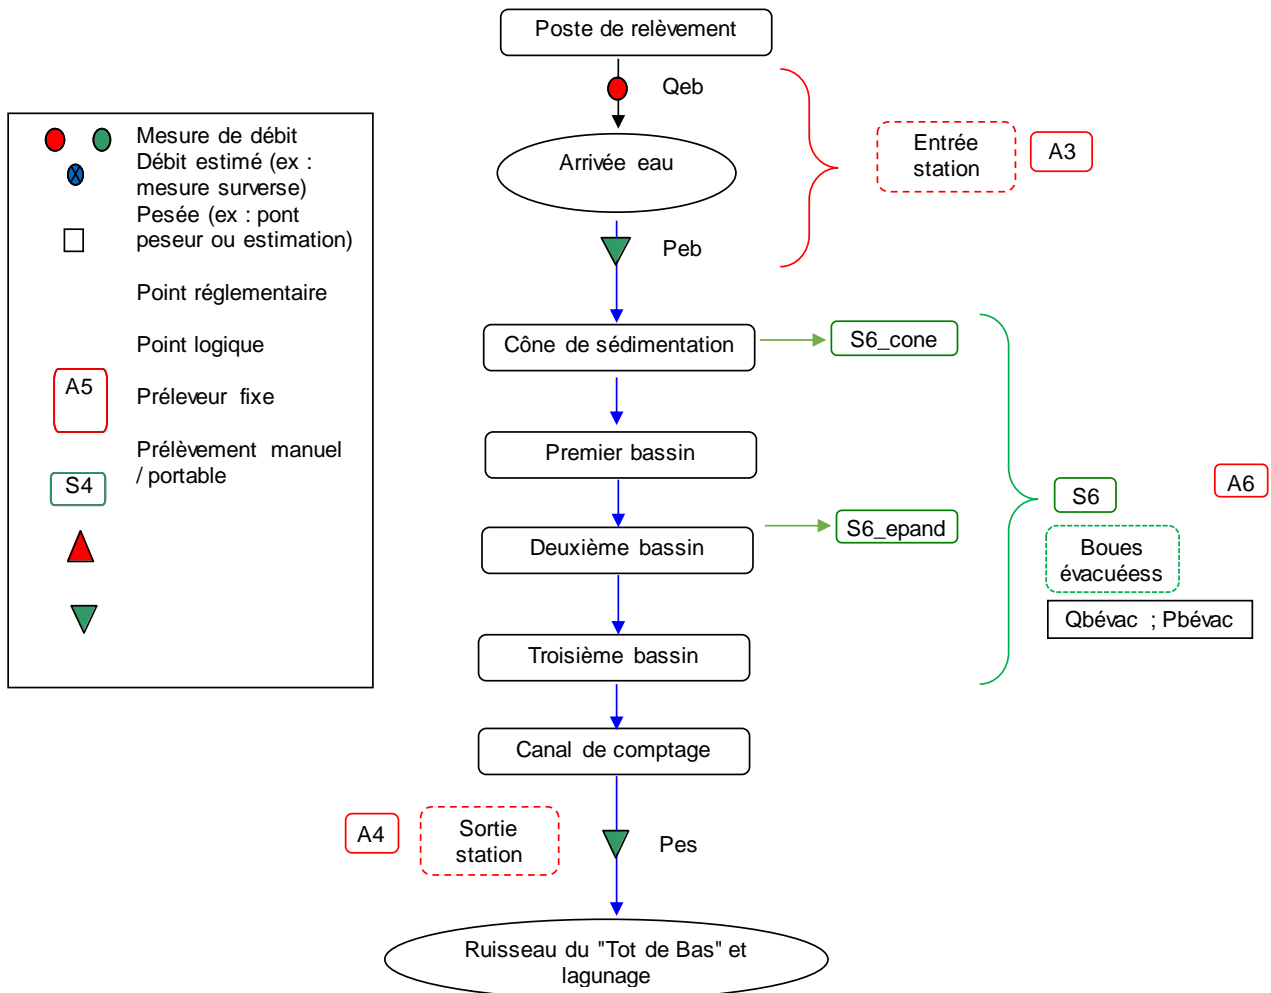 Poste de relèvement
Qeb
Arrivée eau
Entrée
station
A3
Peb
Mesure de débit
Débit estimé (ex :
mesure surverse)
Pesée (ex : pont
peseur ou estimation)
Point réglementaire
Point logique
A5
Préleveur fixe
Prélèvement manuel
/ portable
S4
Cône de sédimentation
S6_cone
Premier bassin
Deuxième bassin
S6_epand
S6
A6
Boues
évacuéess
Qbévac ; Pbévac
Troisième bassin
Canal de comptage
A4
Sortie
station
Pes
Ruisseau du "Tot de Bas" et
lagunage